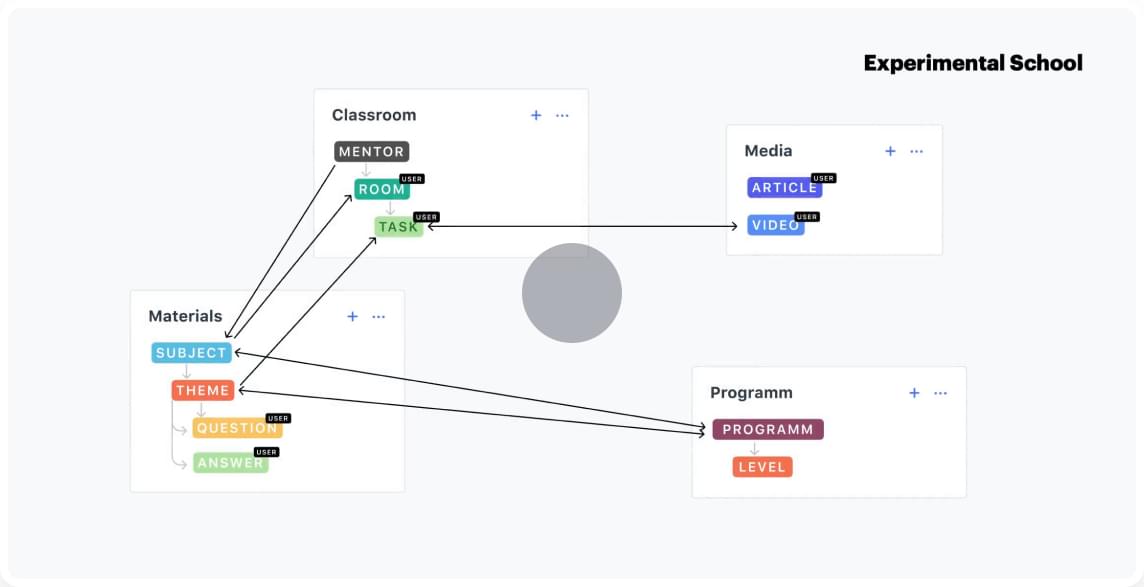 Experimental School
Classroom
+ ...
MENTOR
USER
ROOM
USER
TASK
Media
+ ...
USER
ARTICLE
USER
VIDEO
Materials
+ ...
SUBJECT
THEME
USER
QUESTION
USER
ANSWER
Programm
+ ...
PROGRAMM
LEVEL